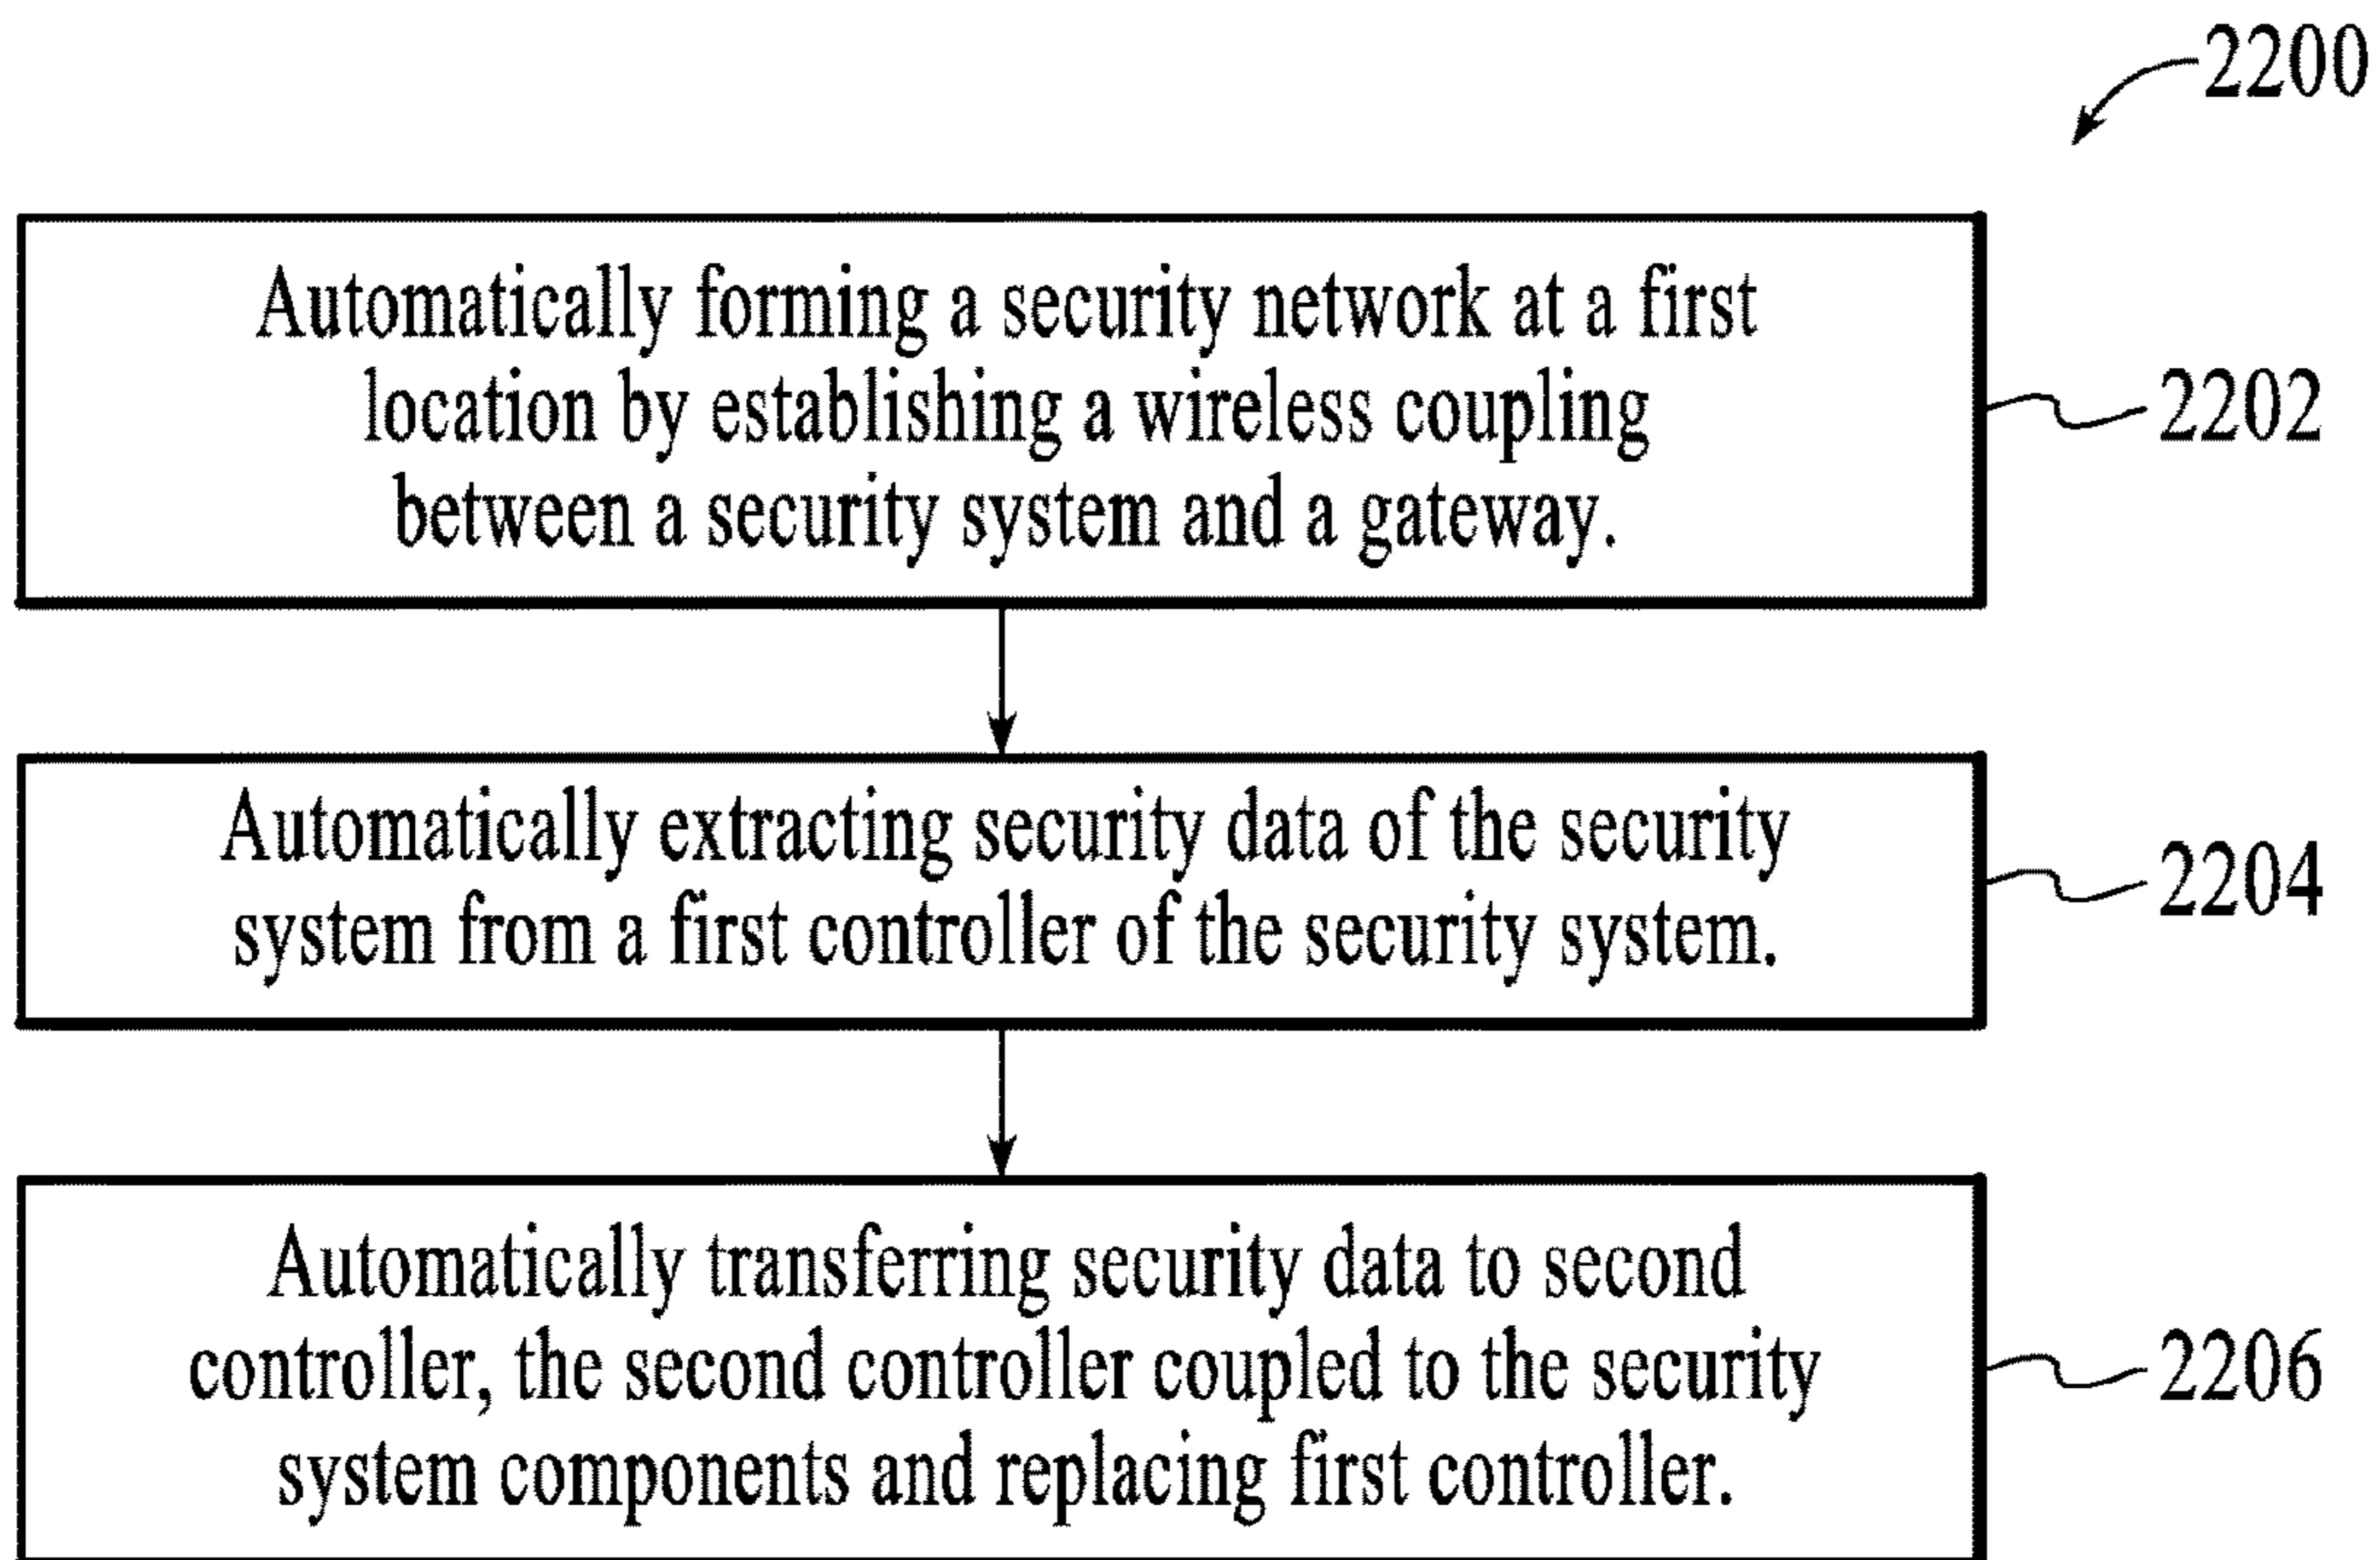 2200
Automatically forming a security network at a first
location by establishing a wireless coupling
between a security system and a gateway.
2202
Automatically extracting security data of the security
system from a first controller of the security system.
2204
Automatically transferring security data to second
controller, the second controller coupled to the security
system components and replacing first controller.
2206